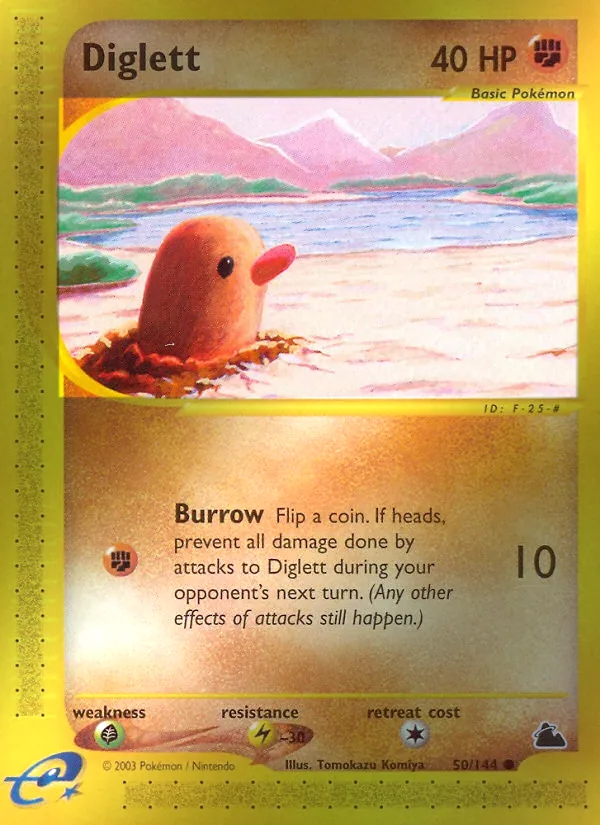 Diglett 40 HP
Basic Pokémon
ID: F-25-#
Burrow Flip a coin. If heads,
prevent all damage done by
attacks to Diglett during your
opponent's next turn. (Any other
effects of attacks still happen.)
10
weakness resistance retreat cost
-30
© 2003 Pokémon / Nintendo Illus. Tomokazu Komiya 50/144
e